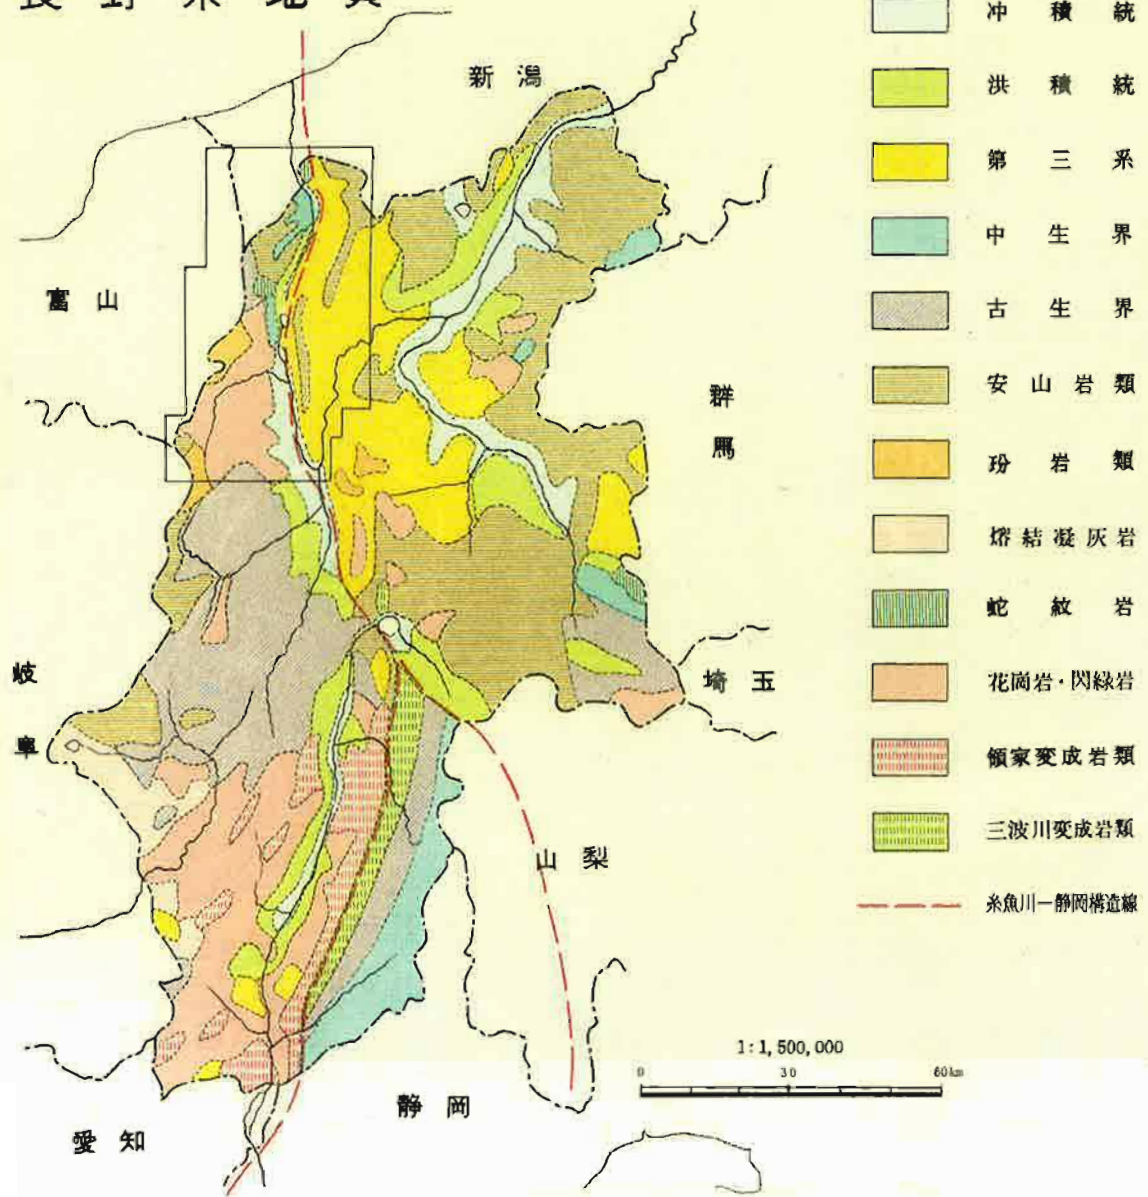 長野県地質
新潟
富山
群馬
岐阜
埼玉
山梨
静岡
愛知
冲積統
洪積統
第三系
中生界
古生界
安山岩類
玢岩類
熔結凝灰岩
蛇紋岩
花崗岩・閃緑岩
領家変成岩類
三波川変成岩類
糸魚川－静岡構造線
1:1,500,000
0 30 60km